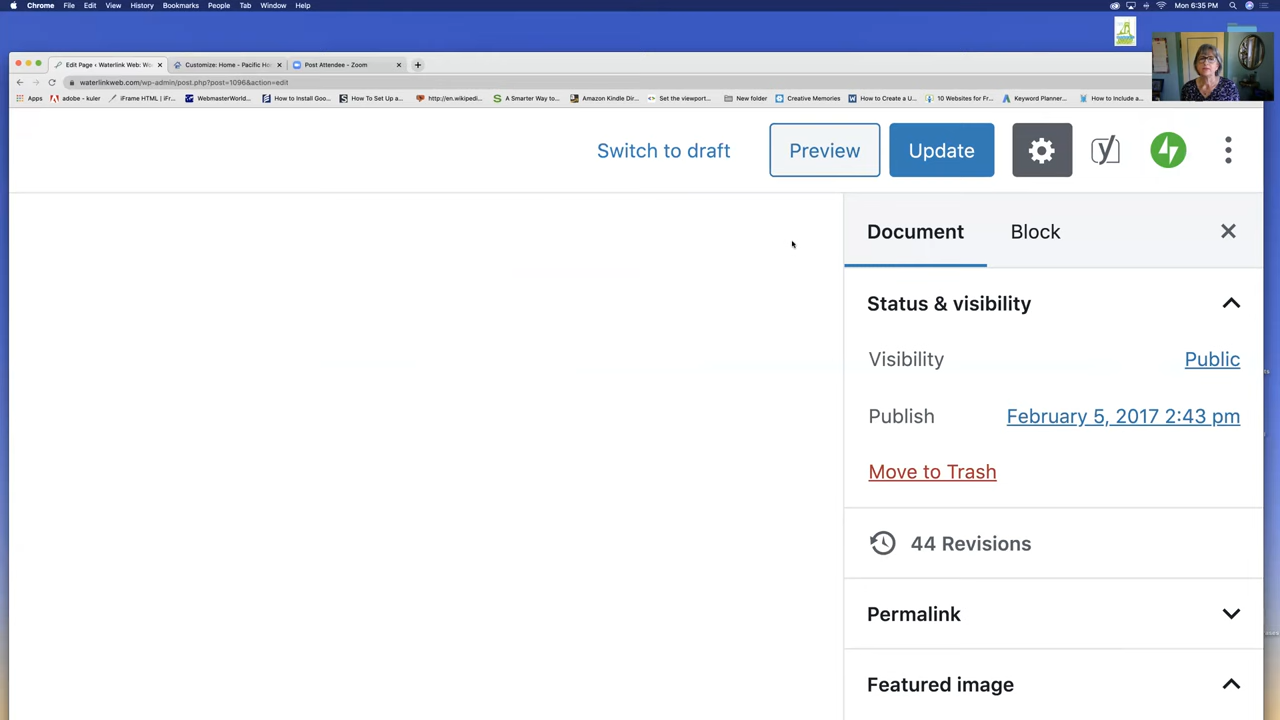 Chrome File Edit View History Bookmarks People Tab Window Help Mon 6:35 PM
Edit Page ‹ Waterlink Web: Wo Customize: Home - Pacific Ho Post Attendee - Zoom
waterlinkweb.com/wp-admin/post.php?post=1096&action=edit
Apps adobe - kuler iFrame HTML | iFr... WebmasterWorld... How to Install Goo... How To Set Up a... http://en.wikipedi... A Smarter Way to... Amazon Kindle Dir... Set the viewport... New folder Creative Memories How to Create a U... 10 Websites for Fr... Keyword Planner... How to Include a...
Switch to draft Preview Update
Document Block
Status & visibility
Visibility Public
Publish February 5, 2017 2:43 pm
Move to Trash
44 Revisions
Permalink
Featured image